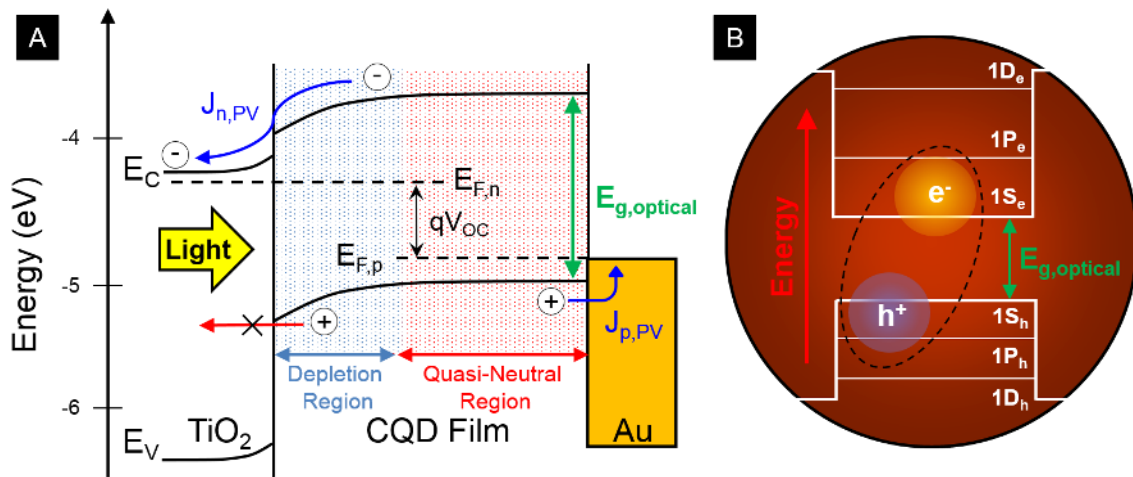 A
Energy (eV)
-4
-5
-6
J_n,PV
-
-
E_C
E_F,n
qV_OC
E_g,optical
Light
E_F,p
+
+
J_p,PV
Depletion
Region
Quasi-Neutral
Region
E_V
TiO₂
CQD Film
Au
B
Energy
1D_e
1P_e
e⁻
1S_e
E_g,optical
h⁺
1S_h
1P_h
1D_h